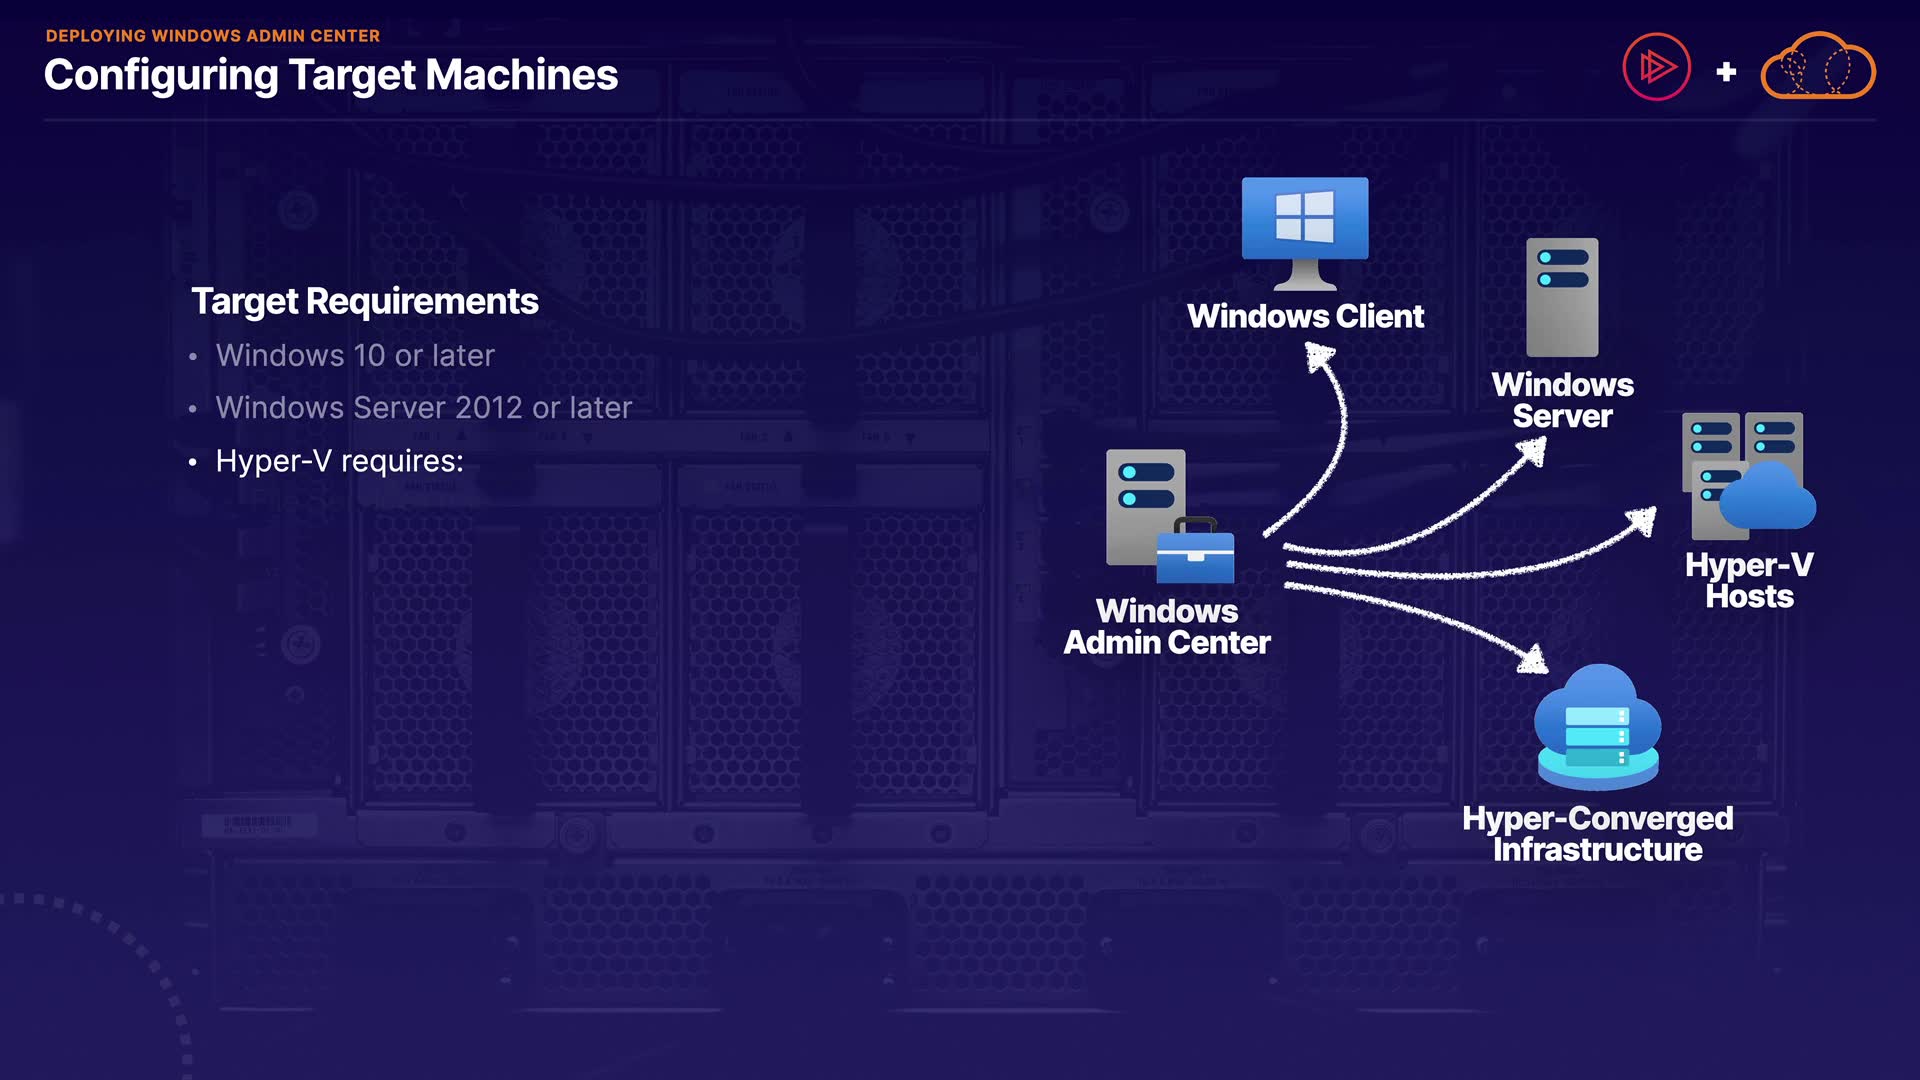 DEPLOYING WINDOWS ADMIN CENTER
Configuring Target Machines
Target Requirements
• Windows 10 or later
• Windows Server 2012 or later
• Hyper-V requires:
Windows Client
Windows
Server
Hyper-V
Hosts
Windows
Admin Center
Hyper-Converged
Infrastructure